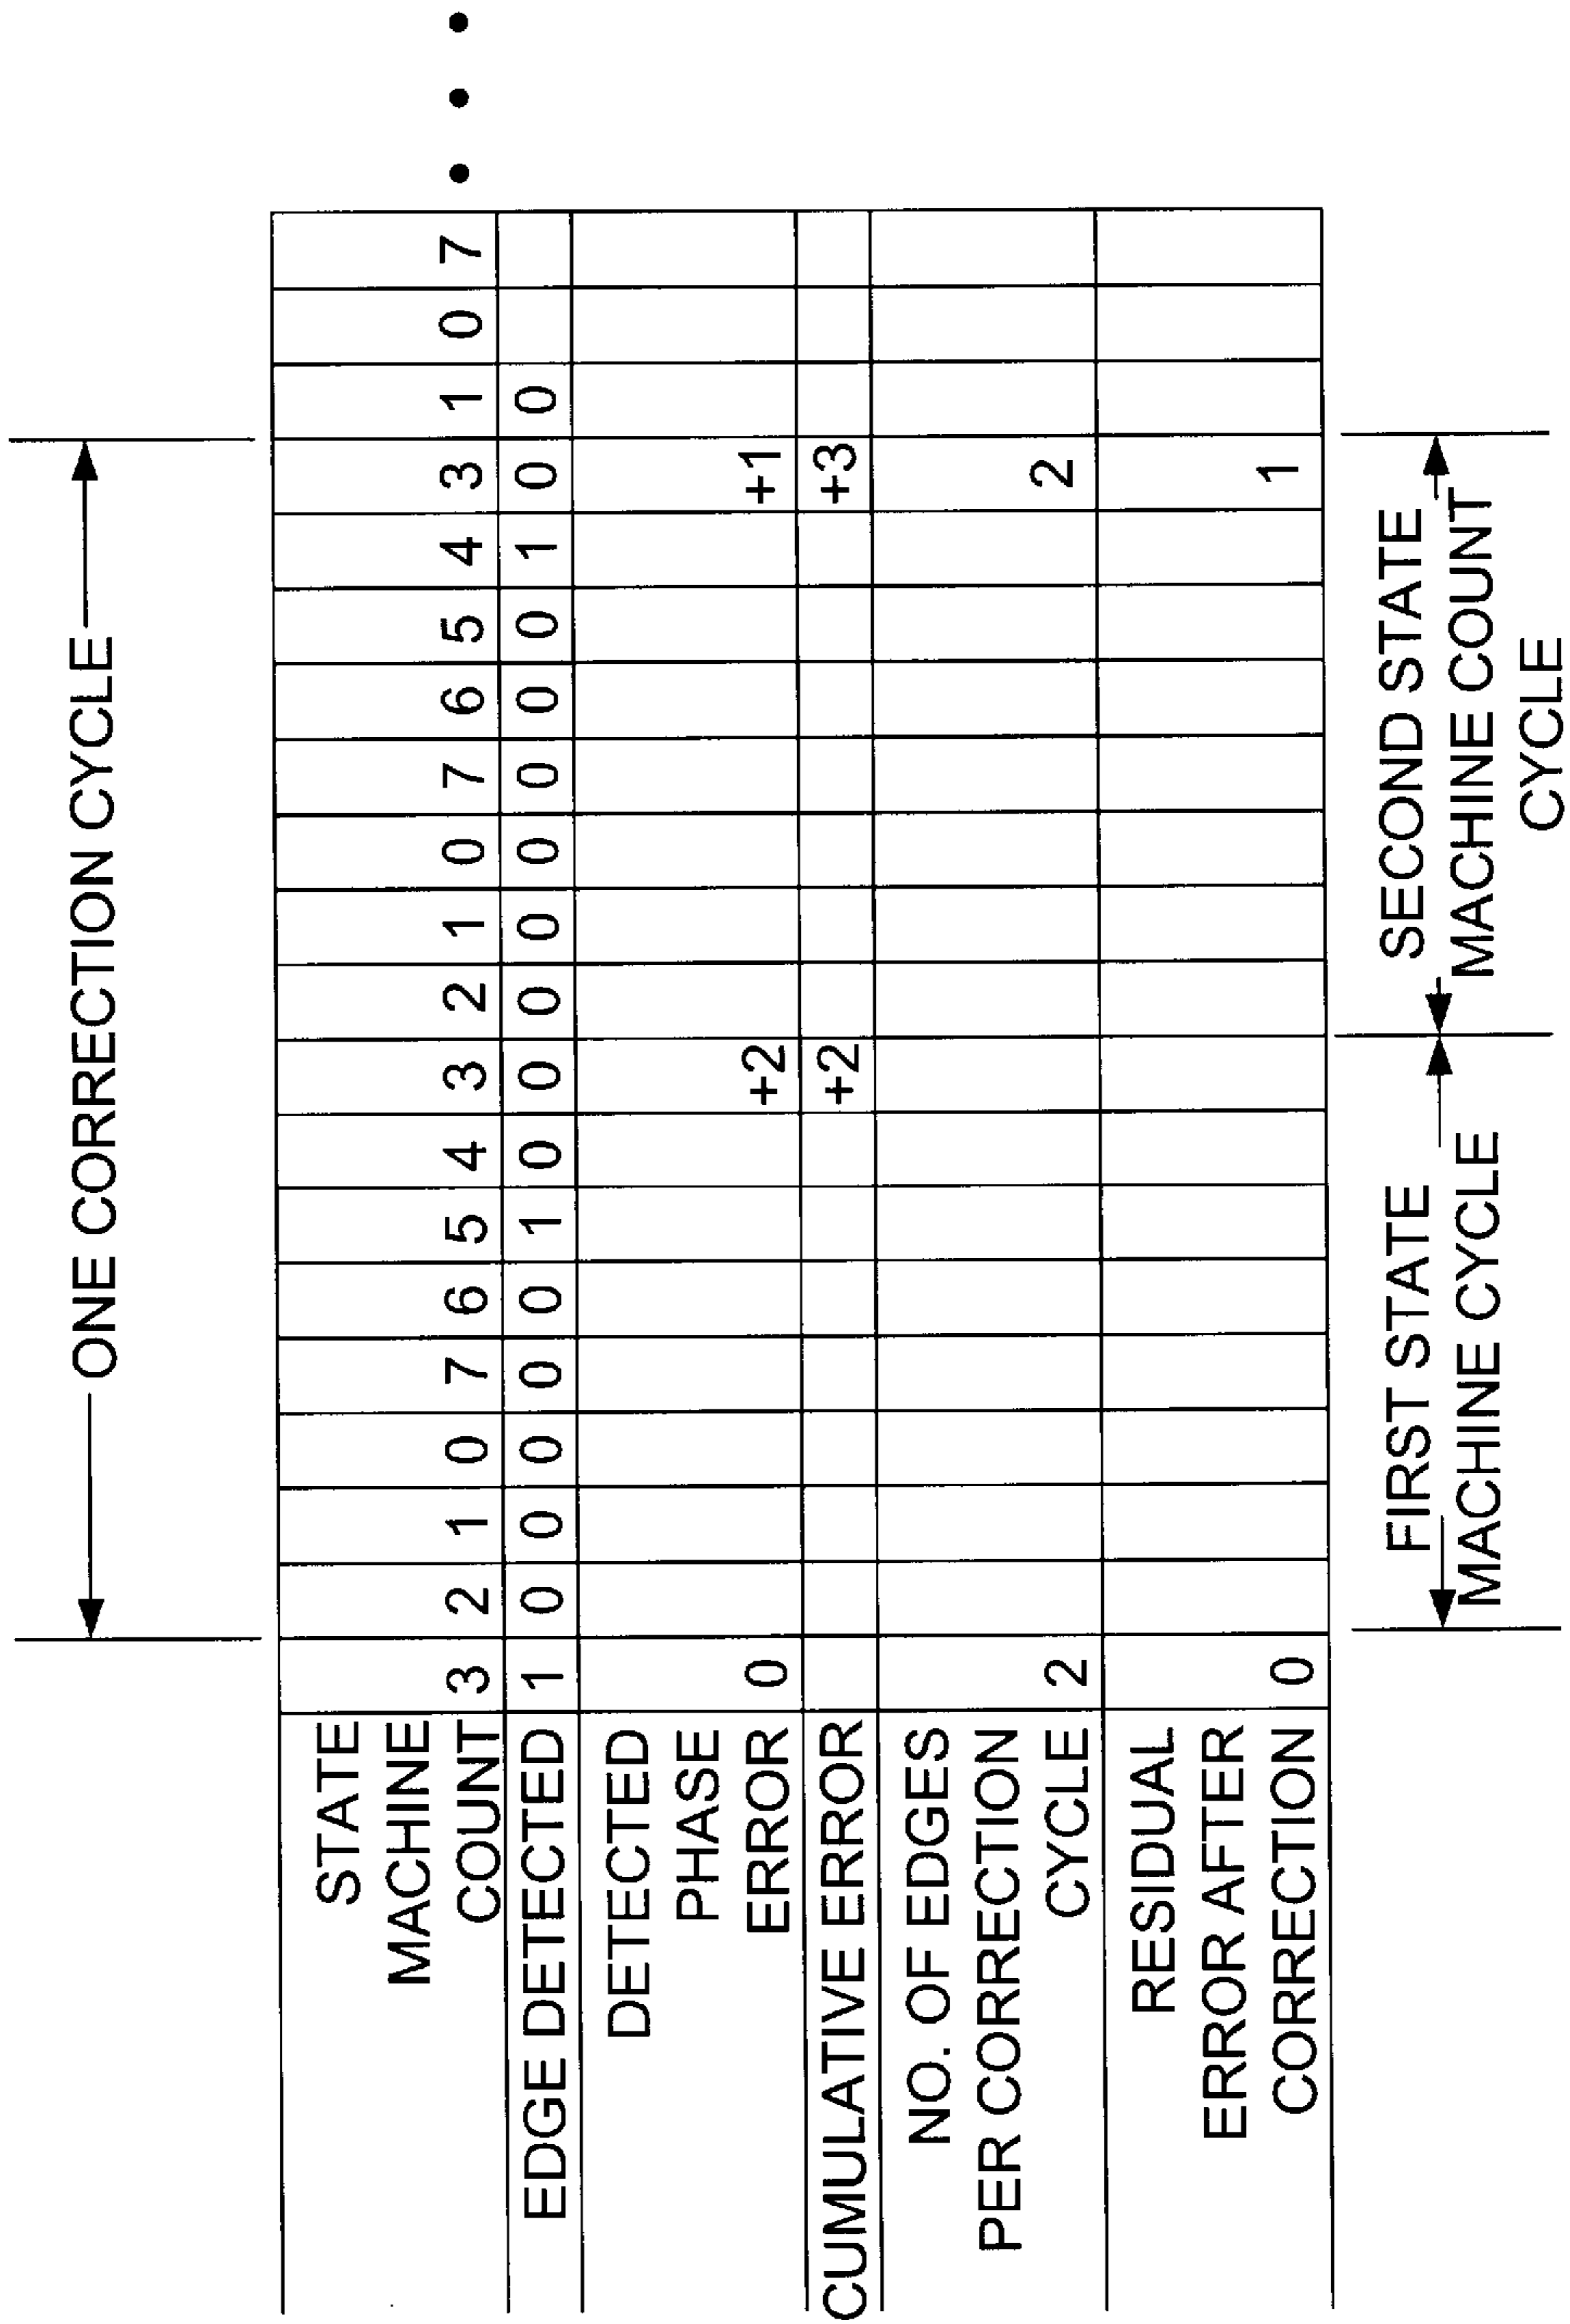 ONE CORRECTION CYCLE
STATE
MACHINE
COUNT 3 2 1 0 7 6 5 4 3 2 1 0 7 6 5 4 3 1 0 7
EDGE DETECTED 1 0 0 0 0 0 1 0 0 0 0 0 0 0 0 1 0 0
DETECTED
PHASE
ERROR 0 +2 +1
CUMULATIVE ERROR +2 +3
NO. OF EDGES
PER CORRECTION
CYCLE 2 2
RESIDUAL
ERROR AFTER
CORRECTION 0 1
FIRST STATE
MACHINE CYCLE
SECOND STATE
MACHINE COUNT
CYCLE